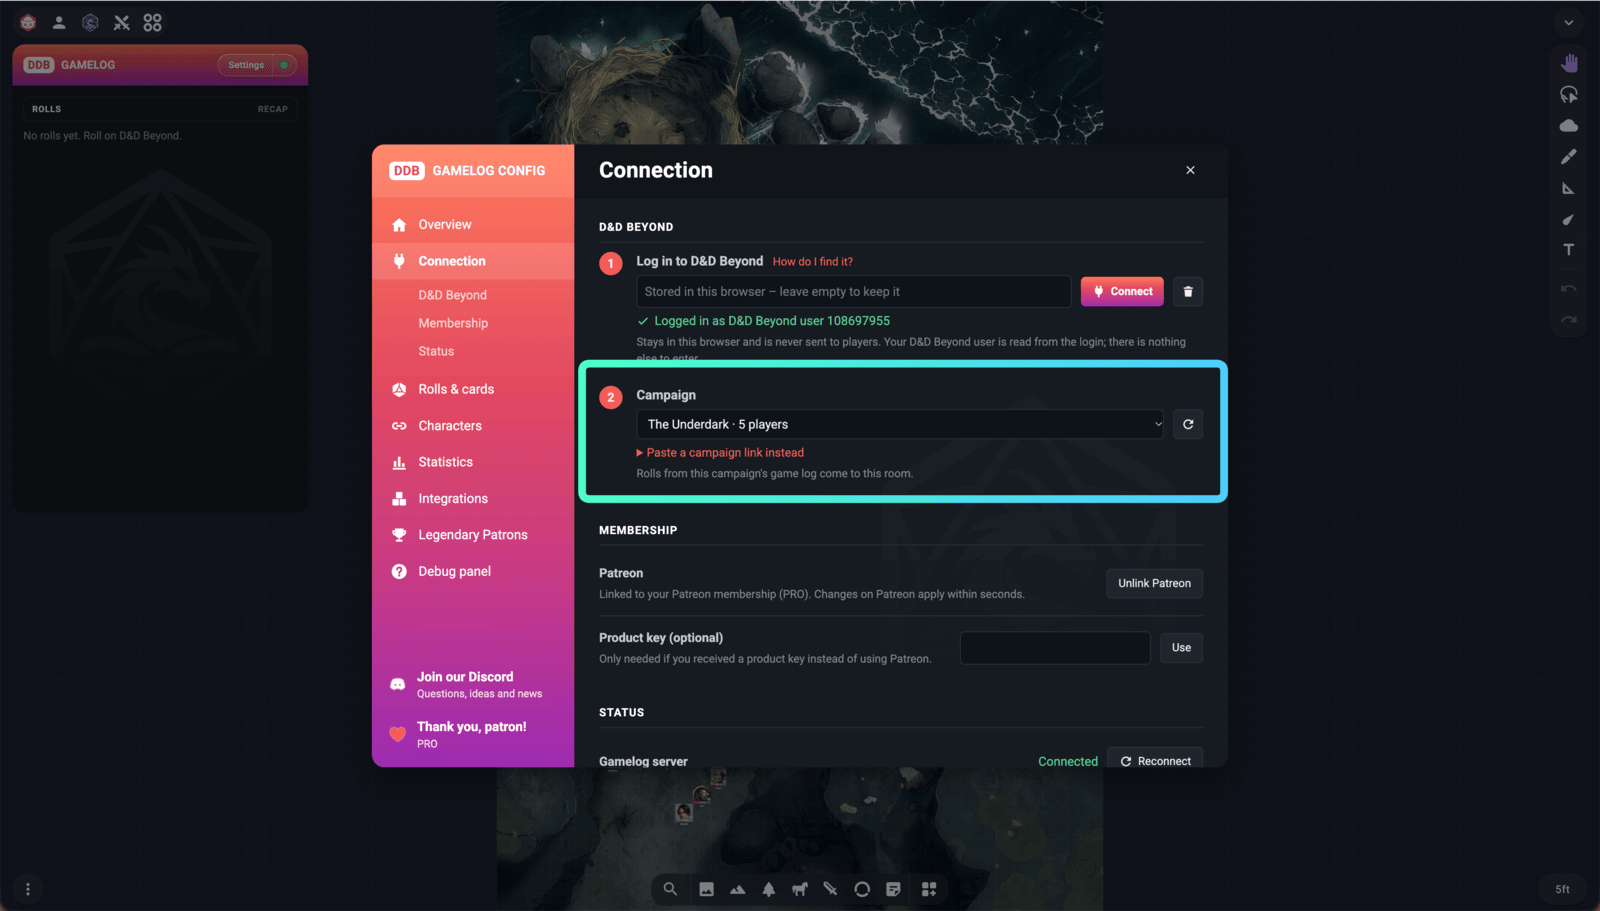 DDB GAMELOG
Settings
ROLLS
RECAP
No rolls yet. Roll on D&D Beyond.
DDB GAMELOG CONFIG
Overview
Connection
D&D Beyond
Membership
Status
Rolls & cards
Characters
Statistics
Integrations
Legendary Patrons
Debug panel
Join our Discord
Questions, ideas and news
Thank you, patron!
PRO
Connection
D&D BEYOND
1
Log in to D&D Beyond How do I find it?
Stored in this browser – leave empty to keep it
Connect
Logged in as D&D Beyond user 108697955
Stays in this browser and is never sent to players. Your D&D Beyond user is read from the login; there is nothing
else to enter.
2
Campaign
The Underdark · 5 players
Paste a campaign link instead
Rolls from this campaign's game log come to this room.
MEMBERSHIP
Patreon
Linked to your Patreon membership (PRO). Changes on Patreon apply within seconds.
Unlink Patreon
Product key (optional)
Only needed if you received a product key instead of using Patreon.
Use
STATUS
Gamelog server
Connected
Reconnect
T
5ft